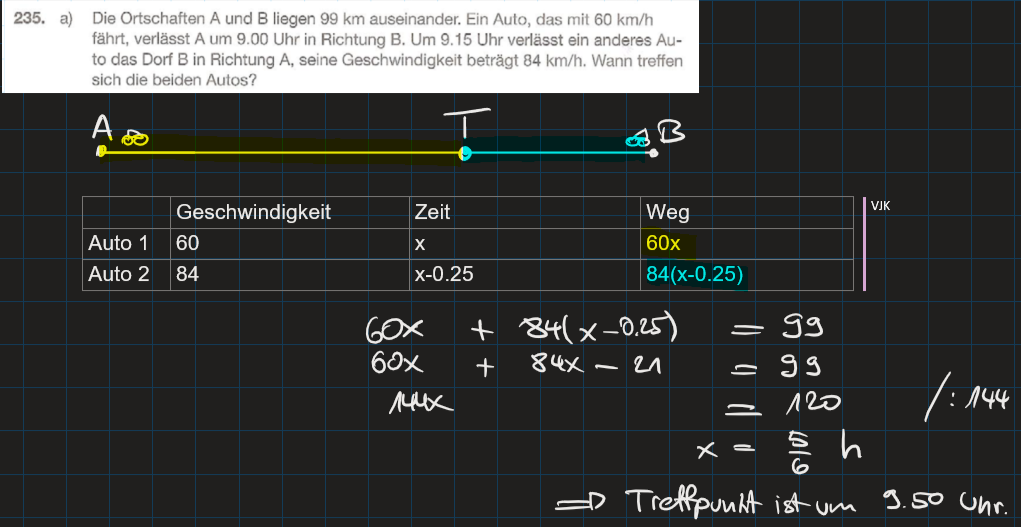 235. a) Die Ortschaften A und B liegen 99 km auseinander. Ein Auto, das mit 60 km/h
fährt, verlässt A um 9.00 Uhr in Richtung B. Um 9.15 Uhr verlässt ein anderes Au-
to das Dorf B in Richtung A, seine Geschwindigkeit beträgt 84 km/h. Wann treffen
sich die beiden Autos?
A T B
Geschwindigkeit Zeit Weg VJK
Auto 1 60 x 60x
Auto 2 84 x-0.25 84(x-0.25)
60x + 84(x-0.25) = 99
60x + 84x - 21 = 99
144x = 120 /: 144
x = 5/6 h
⇒ Treffpunkt ist um 9.50 Uhr.